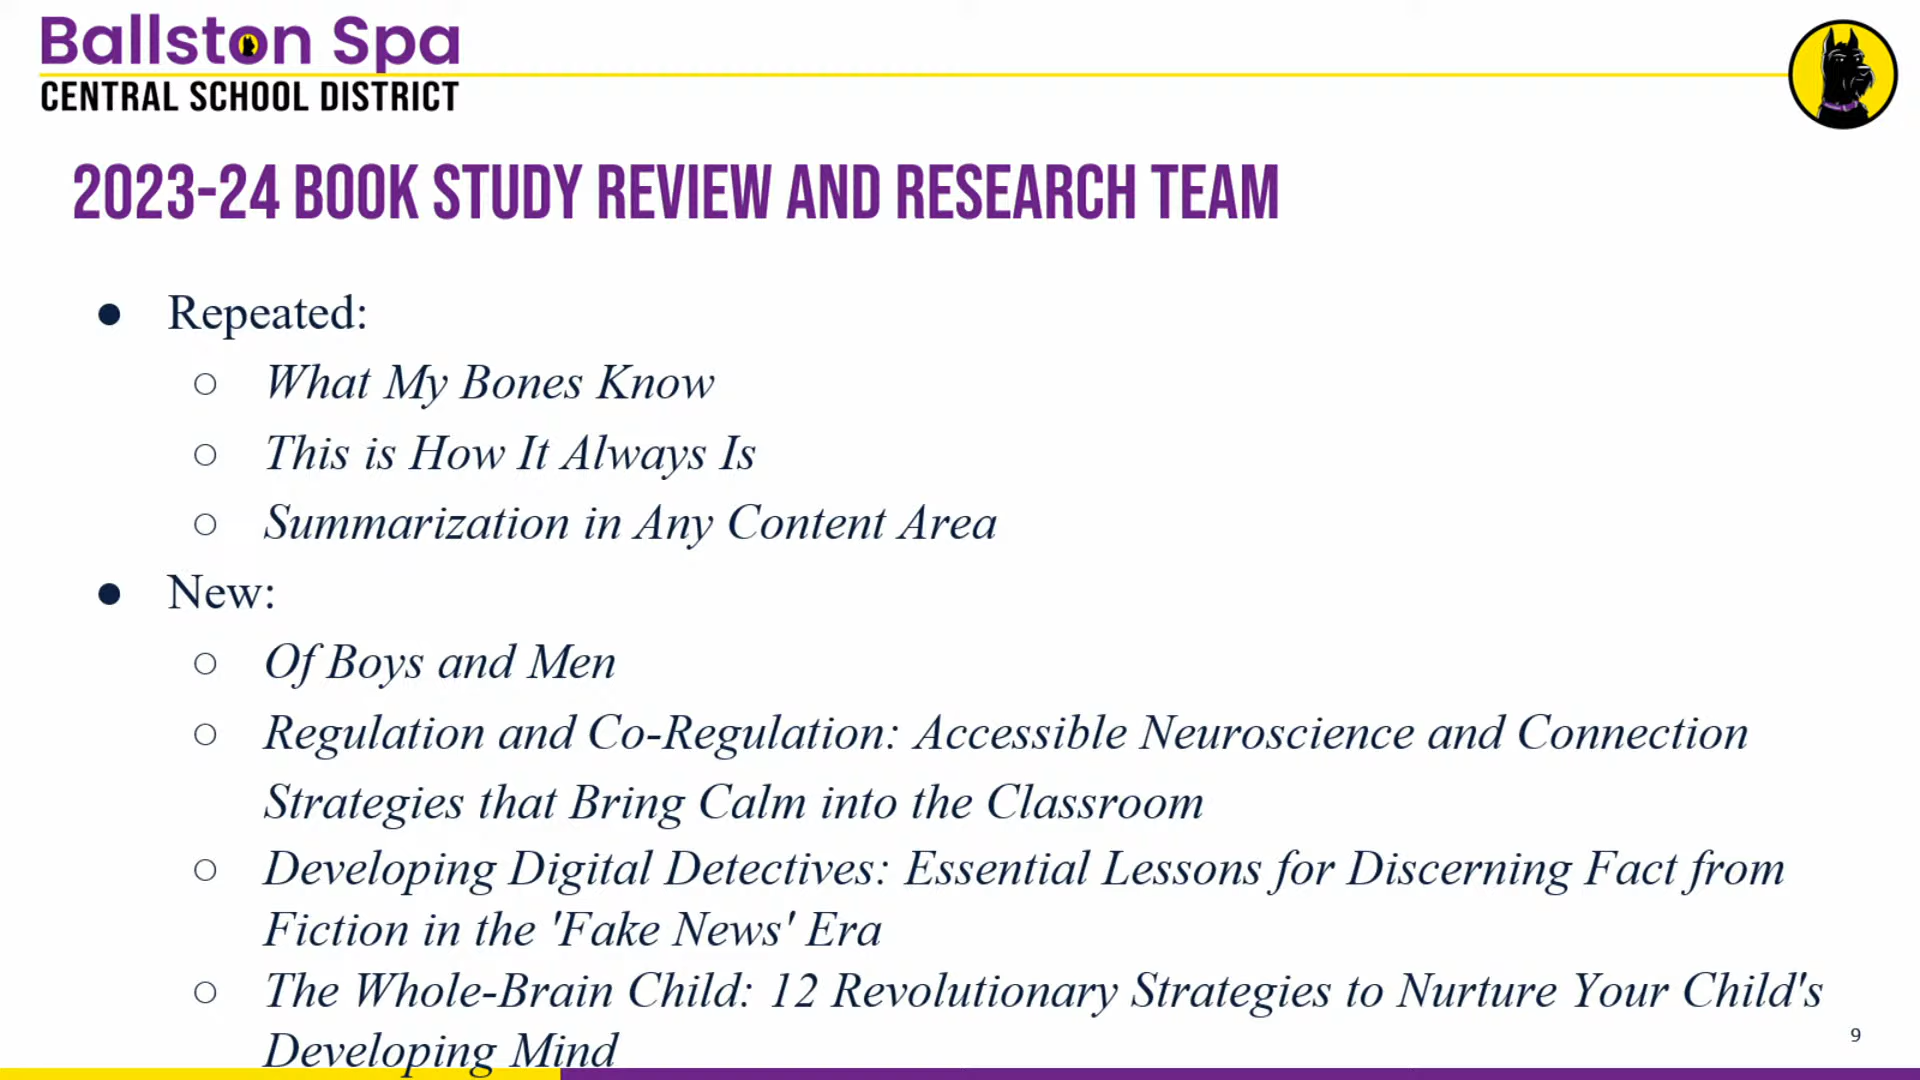 Ballston Spa
CENTRAL SCHOOL DISTRICT
2023-24 BOOK STUDY REVIEW AND RESEARCH TEAM
● Repeated:
○ What My Bones Know
○ This is How It Always Is
○ Summarization in Any Content Area
● New:
○ Of Boys and Men
○ Regulation and Co-Regulation: Accessible Neuroscience and Connection
Strategies that Bring Calm into the Classroom
○ Developing Digital Detectives: Essential Lessons for Discerning Fact from
Fiction in the 'Fake News' Era
○ The Whole-Brain Child: 12 Revolutionary Strategies to Nurture Your Child's
Developing Mind
9